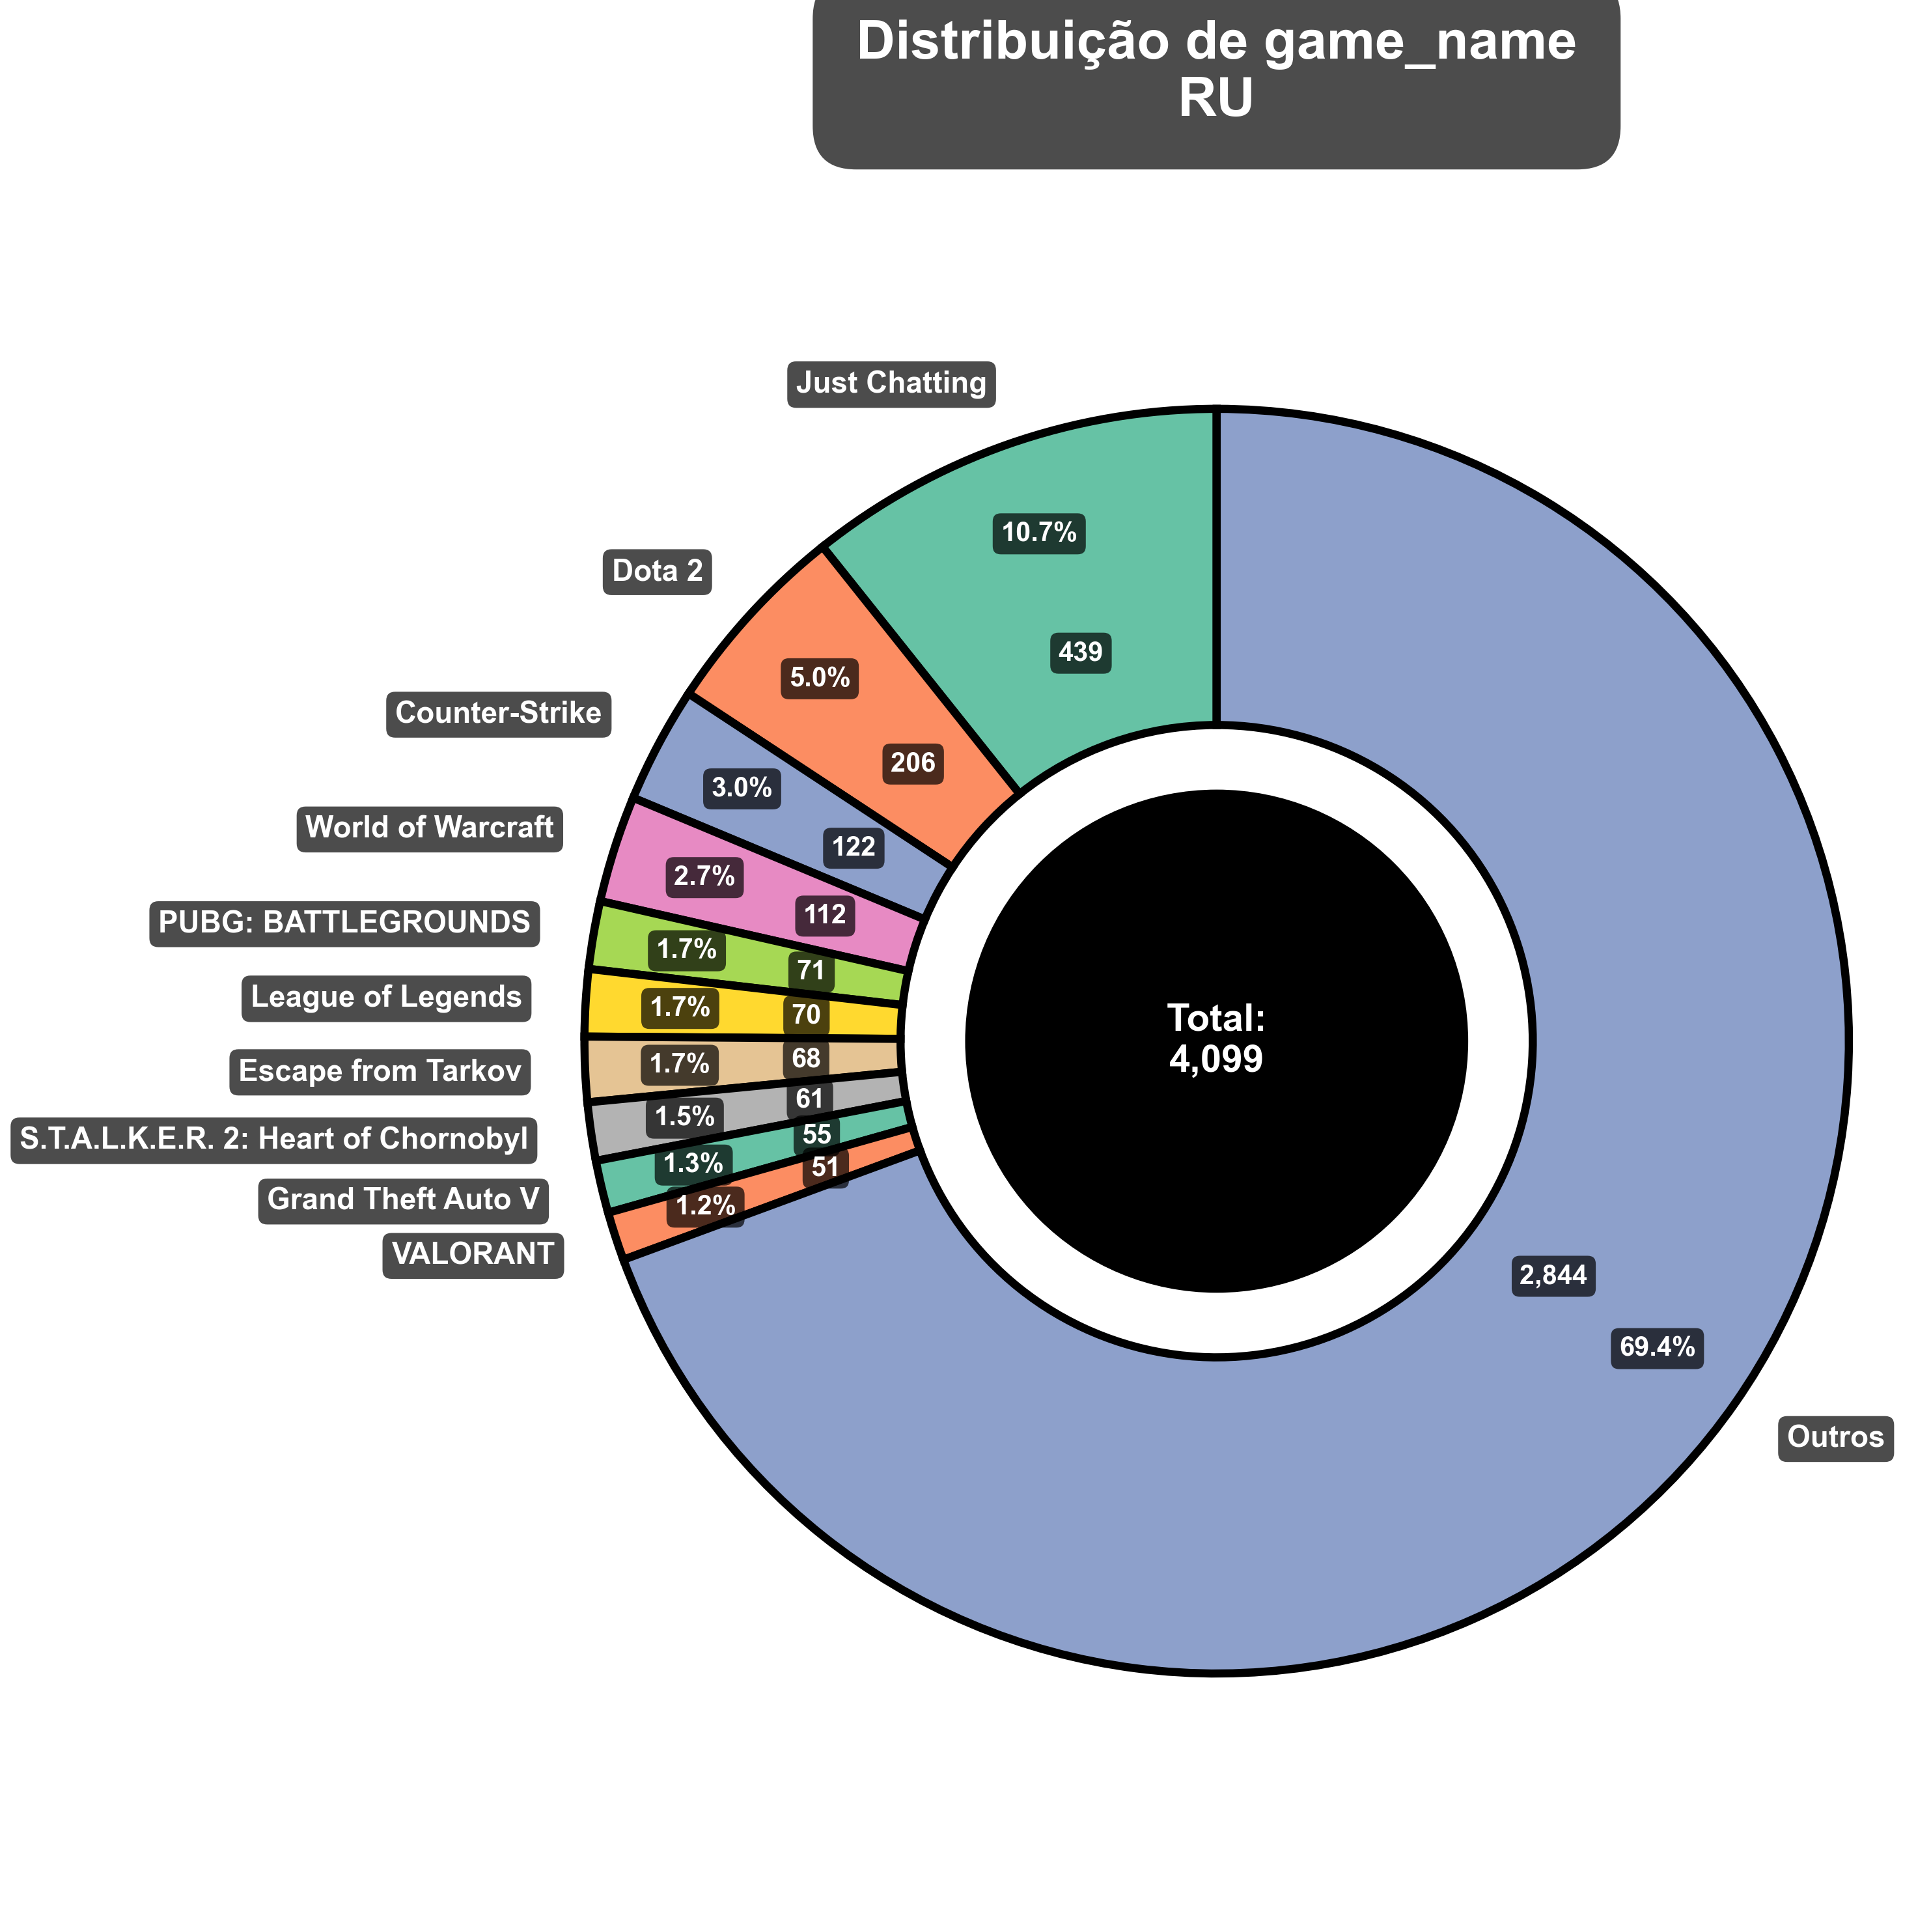 Distribuição de game_name
RU
Just Chatting
10.7%
439
Dota 2
5.0%
206
Counter-Strike
3.0%
122
World of Warcraft
2.7%
112
PUBG: BATTLEGROUNDS
1.7%
71
League of Legends
1.7%
70
Escape from Tarkov
1.7%
68
S.T.A.L.K.E.R. 2: Heart of Chornobyl
1.5%
61
Grand Theft Auto V
1.3%
55
VALORANT
1.2%
51
Total:
4,099
2,844
69.4%
Outros